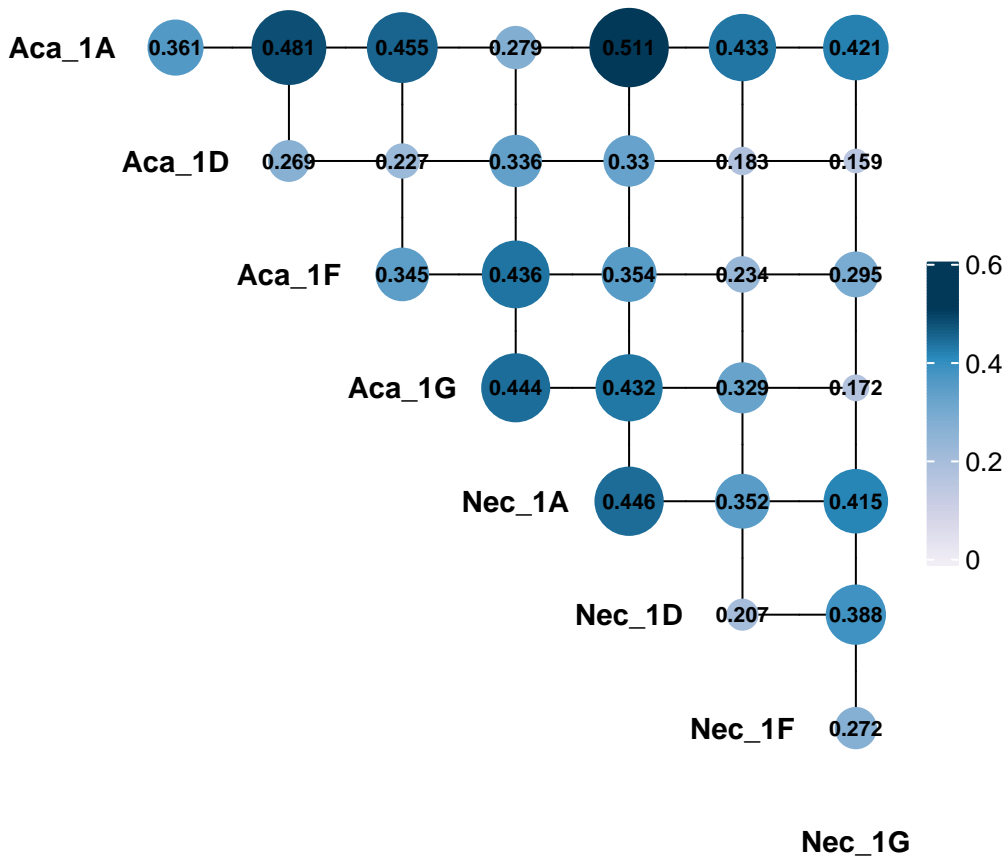 Aca_1A 0.361 0.481 0.455 0.279 0.511 0.433 0.421
Aca_1D 0.269 0.227 0.336 0.33 0.183 0.159
Aca_1F 0.345 0.436 0.354 0.234 0.295
0.6
Aca_1G 0.444 0.432 0.329 0.172
0.4
Nec_1A 0.446 0.352 0.415
0.2
0
Nec_1D 0.207 0.388
Nec_1F 0.272
Nec_1G